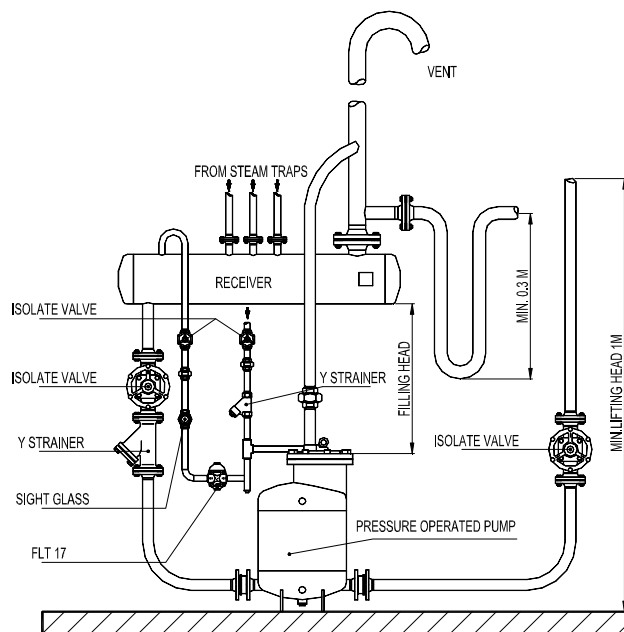 VENT
FROM STEAM TRAPS
RECEIVER
ISOLATE VALVE
ISOLATE VALVE
Y STRAINER
Y STRAINER
SIGHT GLASS
FLT 17
FILLING HEAD
MIN. 0.3 M
ISOLATE VALVE
PRESSURE OPERATED PUMP
MIN.LIFTING HEAD 1M